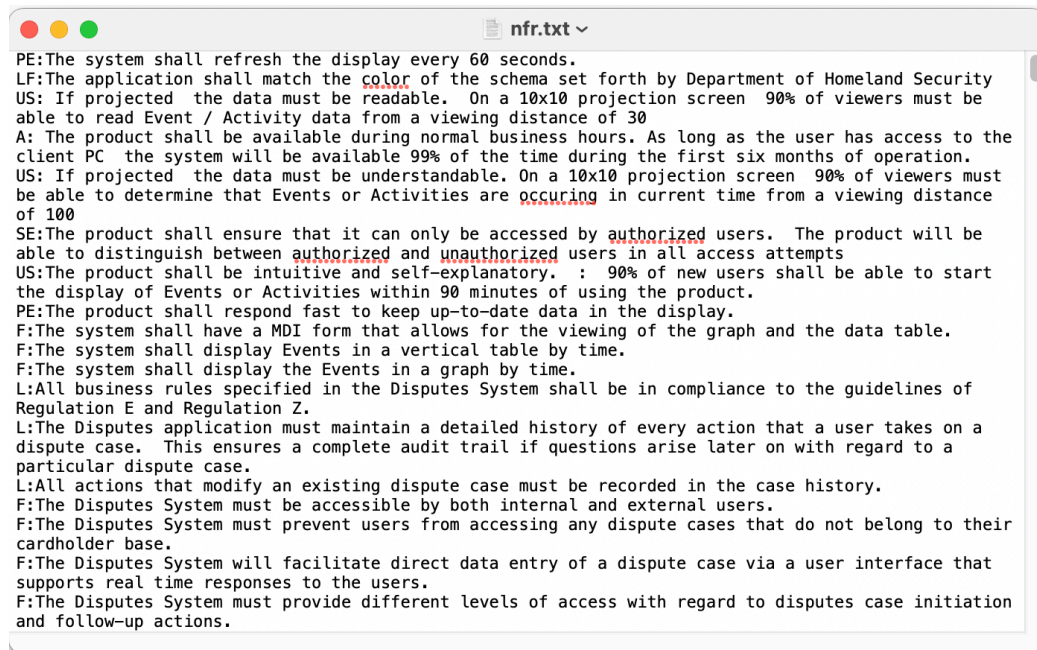 nfr.txt
PE:The system shall refresh the display every 60 seconds.
LF:The application shall match the color of the schema set forth by Department of Homeland Security
US: If projected  the data must be readable.  On a 10x10 projection screen  90% of viewers must be
able to read Event / Activity data from a viewing distance of 30
A: The product shall be available during normal business hours. As long as the user has access to the
client PC  the system will be available 99% of the time during the first six months of operation.
US: If projected  the data must be understandable. On a 10x10 projection screen  90% of viewers must
be able to determine that Events or Activities are occuring in current time from a viewing distance
of 100
SE:The product shall ensure that it can only be accessed by authorized users.  The product will be
able to distinguish between authorized and unauthorized users in all access attempts
US:The product shall be intuitive and self-explanatory.  :  90% of new users shall be able to start
the display of Events or Activities within 90 minutes of using the product.
PE:The product shall respond fast to keep up-to-date data in the display.
F:The system shall have a MDI form that allows for the viewing of the graph and the data table.
F:The system shall display Events in a vertical table by time.
F:The system shall display the Events in a graph by time.
L:All business rules specified in the Disputes System shall be in compliance to the guidelines of
Regulation E and Regulation Z.
L:The Disputes application must maintain a detailed history of every action that a user takes on a
dispute case.  This ensures a complete audit trail if questions arise later on with regard to a
particular dispute case.
L:All actions that modify an existing dispute case must be recorded in the case history.
F:The Disputes System must be accessible by both internal and external users.
F:The Disputes System must prevent users from accessing any dispute cases that do not belong to their
cardholder base.
F:The Disputes System will facilitate direct data entry of a dispute case via a user interface that
supports real time responses to the users.
F:The Disputes System must provide different levels of access with regard to disputes case initiation
and follow-up actions.